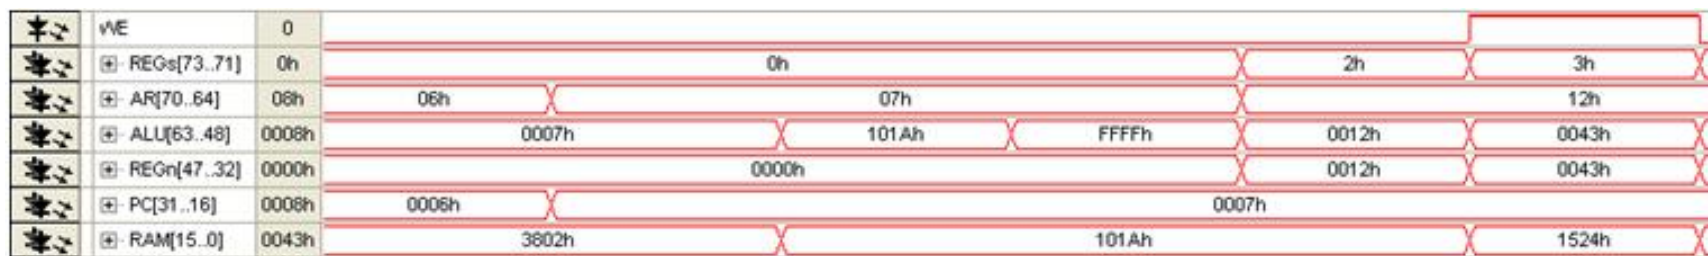 WE 0
REGs[73..71] 0h 0h 2h 3h
AR[70..64] 08h 06h 07h 12h
ALU[63..48] 0008h 0007h 101Ah FFFFh 0012h 0043h
REGn[47..32] 0000h 0000h 0012h 0043h
PC[31..16] 0008h 0006h 0007h
RAM[15..0] 0043h 3802h 101Ah 1524h